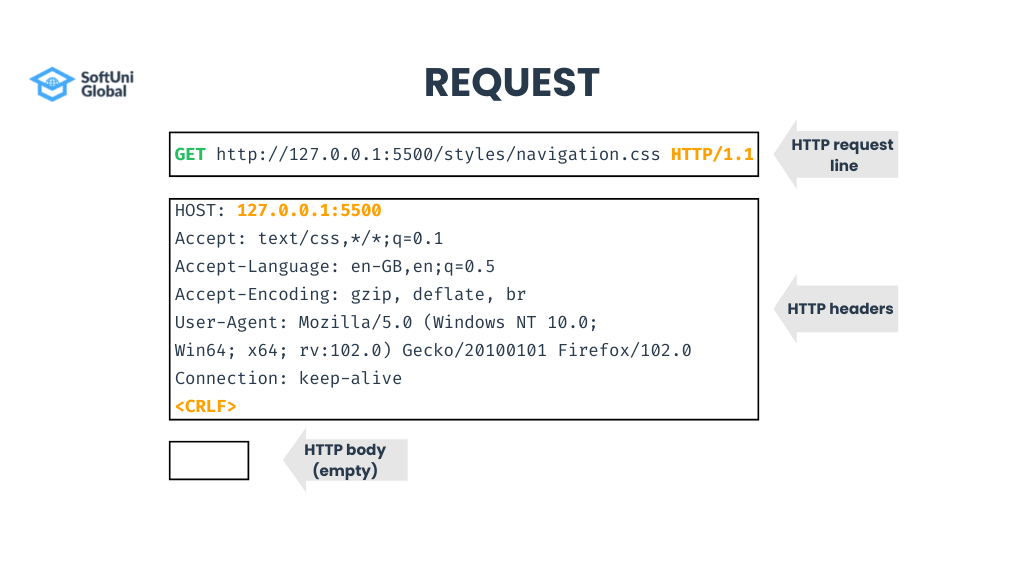 SoftUni
Global
REQUEST
GET http://127.0.0.1:5500/styles/navigation.css HTTP/1.1
HTTP request
line
HOST: 127.0.0.1:5500
Accept: text/css,*/*;q=0.1
Accept-Language: en-GB,en;q=0.5
Accept-Encoding: gzip, deflate, br
User-Agent: Mozilla/5.0 (Windows NT 10.0;
Win64; x64; rv:102.0) Gecko/20100101 Firefox/102.0
Connection: keep-alive
<CRLF>
HTTP headers
HTTP body
(empty)